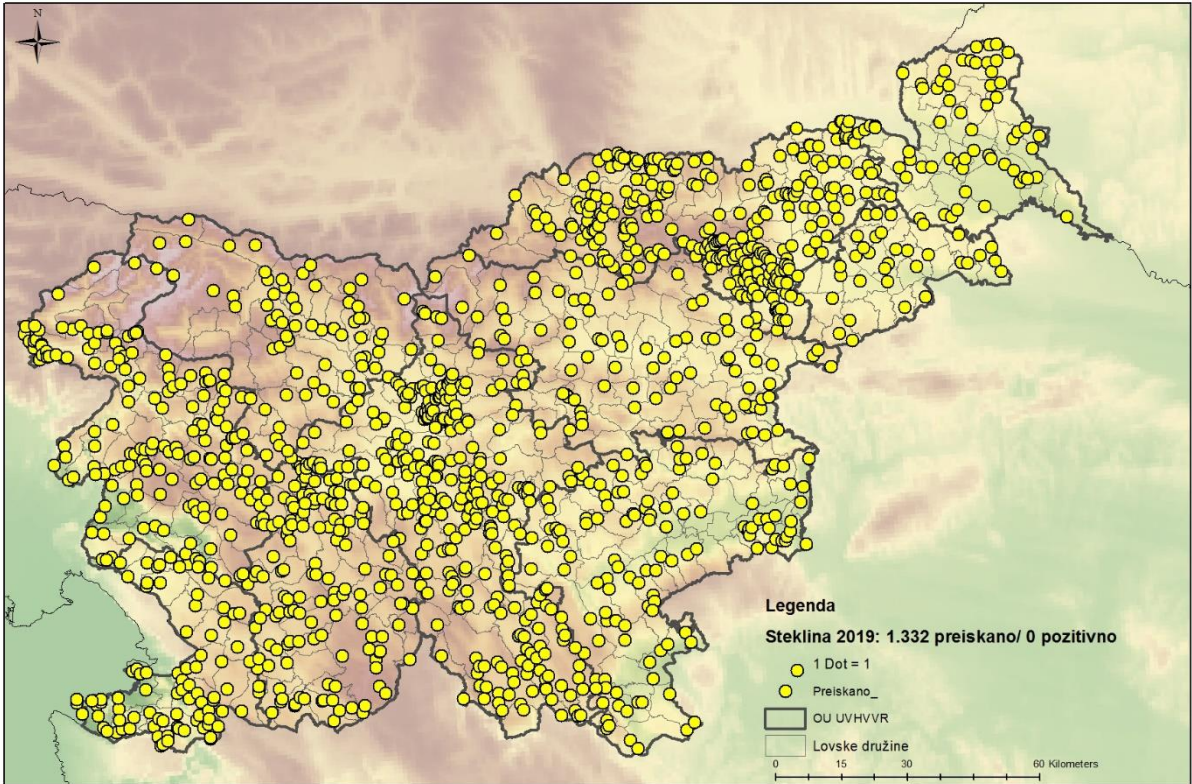 N
Legenda
Steklina 2019: 1.332 preiskano/ 0 pozitivno
1 Dot = 1
Preiskano_
OU UVHVVR
Lovske družine
0 15 30 60 Kilometers